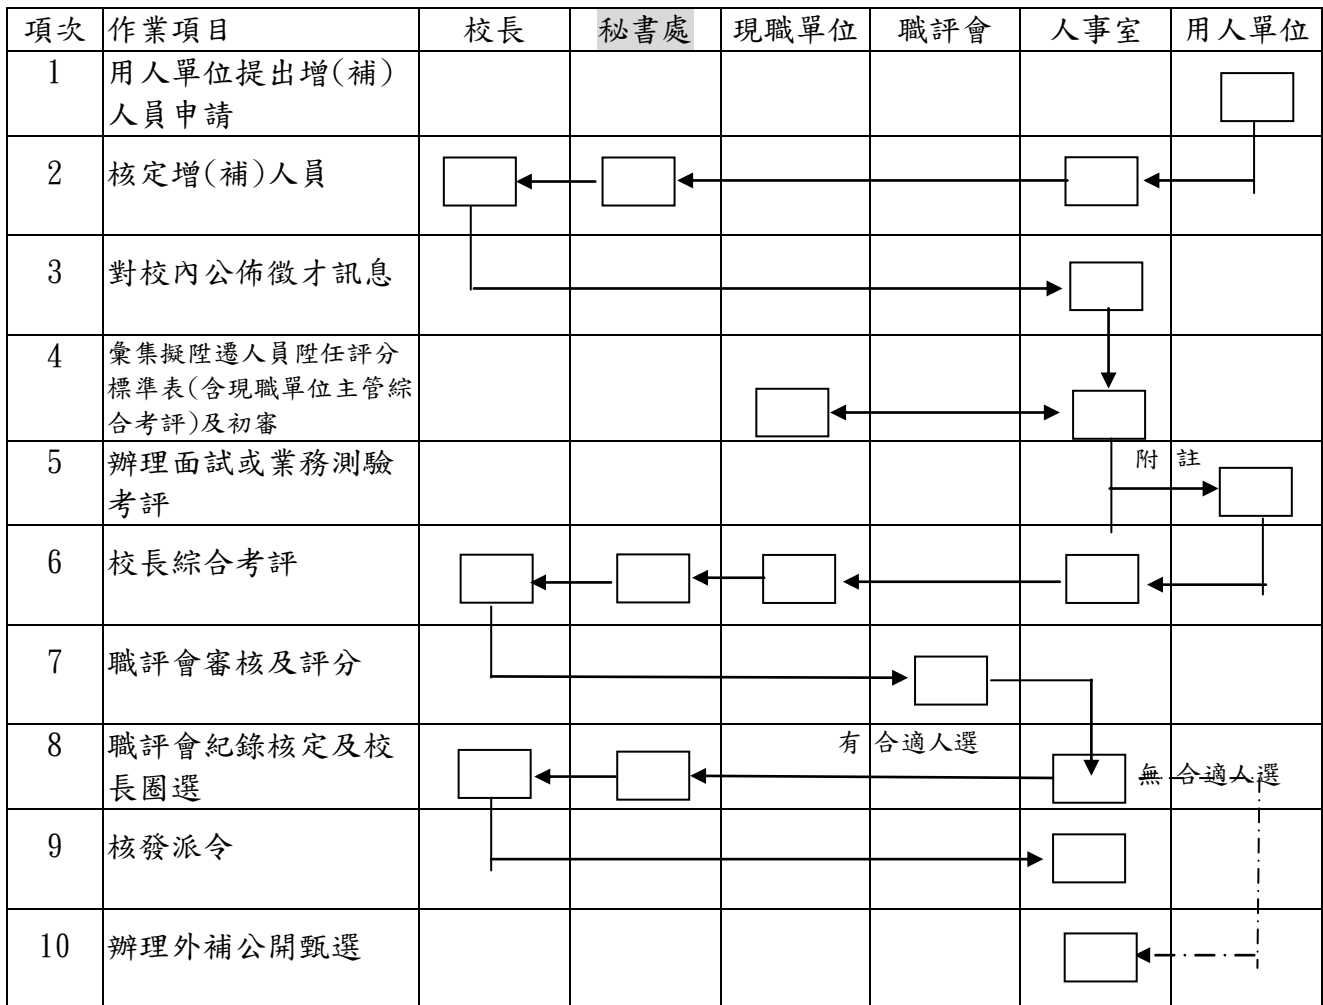 項次 作業項目 校長 秘書處 現職單位 職評會 人事室 用人單位
1 用人單位提出增(補)
人員申請
2 核定增(補)人員
3 對校內公佈徵才訊息
4 彙集擬陞遷人員陞任評分
標準表(含現職單位主管綜
合考評)及初審
5 辦理面試或業務測驗 附註
考評
6 校長綜合考評
7 職評會審核及評分
8 職評會紀錄核定及校 有合適人選
長圈選 無合適人選
9 核發派令
10 辦理外補公開甄選